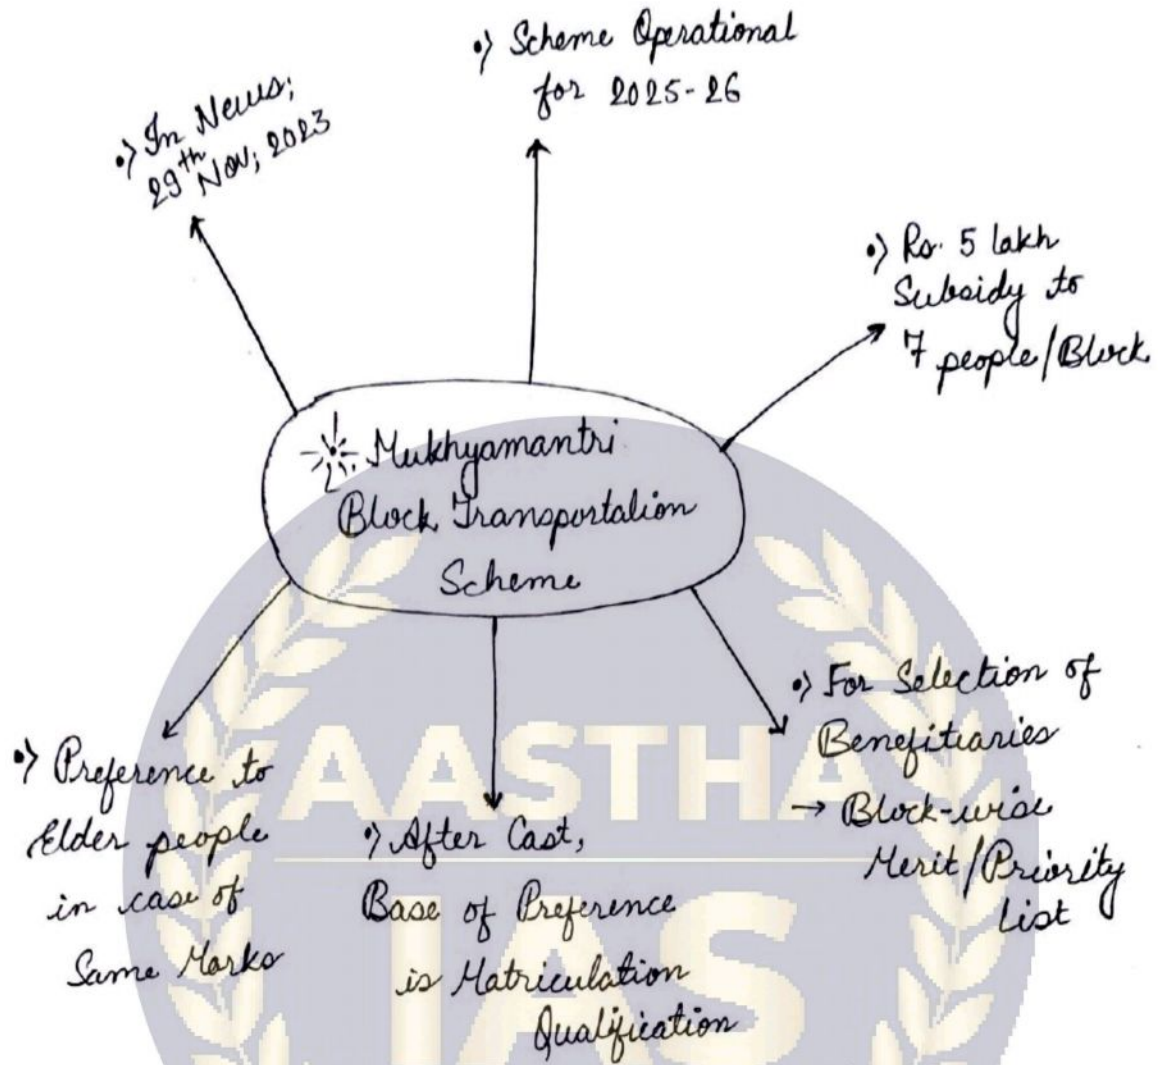 •) Scheme Operational
for 2025-26
•) In News;
29th Nov; 2023
•) Rs. 5 lakh
Subsidy to
7 people/Block
Mukhyamantri
Block Transportation
Scheme
•) For Selection of
Benefitiaries
→ Block-wise
Merit/Priority
List
•) Preference to
Elder people
in case of
Same Marks
•) After Cast,
Base of Preference
is Matriculation
Qualification
AASTHA
IAS